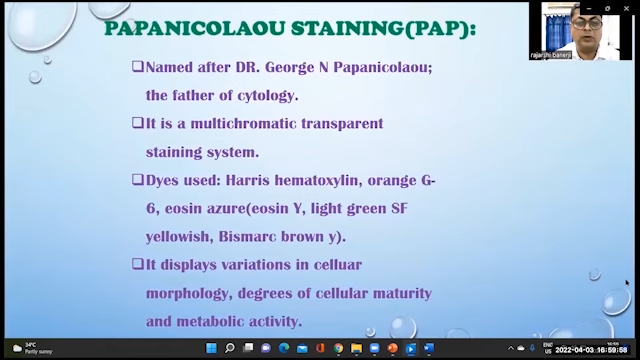 PAPANICOLAOU STAINING(PAP):
❑Named after DR. George N Papanicolaou;
the father of cytology.
❑It is a multichromatic transparent
staining system.
❑Dyes used: Harris hematoxylin, orange G-
6, eosin azure(eosin Y, light green SF
yellowish, Bismarc brown y).
❑It displays variations in celluar
morphology, degrees of cellular maturity
and metabolic activity.
rajarshi banerji
34°C
Partly sunny
ENG
US
2022-04-03 16:59:58